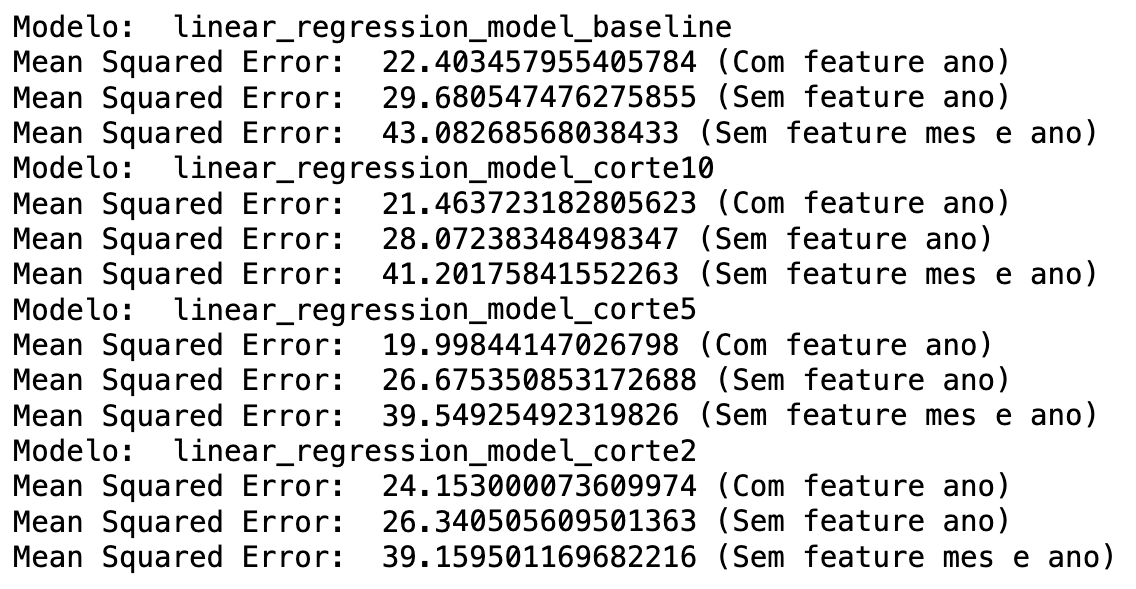 Modelo:  linear_regression_model_baseline
Mean Squared Error:  22.403457955405784 (Com feature ano)
Mean Squared Error:  29.680547476275855 (Sem feature ano)
Mean Squared Error:  43.08268568038433 (Sem feature mes e ano)
Modelo:  linear_regression_model_corte10
Mean Squared Error:  21.463723182805623 (Com feature ano)
Mean Squared Error:  28.07238348498347 (Sem feature ano)
Mean Squared Error:  41.20175841552263 (Sem feature mes e ano)
Modelo:  linear_regression_model_corte5
Mean Squared Error:  19.99844147026798 (Com feature ano)
Mean Squared Error:  26.675350853172688 (Sem feature ano)
Mean Squared Error:  39.54925492319826 (Sem feature mes e ano)
Modelo:  linear_regression_model_corte2
Mean Squared Error:  24.153000073609974 (Com feature ano)
Mean Squared Error:  26.340505609501363 (Sem feature ano)
Mean Squared Error:  39.159501169682216 (Sem feature mes e ano)